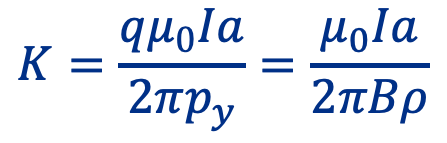 K = qμ₀Ia / 2πp_y = μ₀Ia / 2πBρ